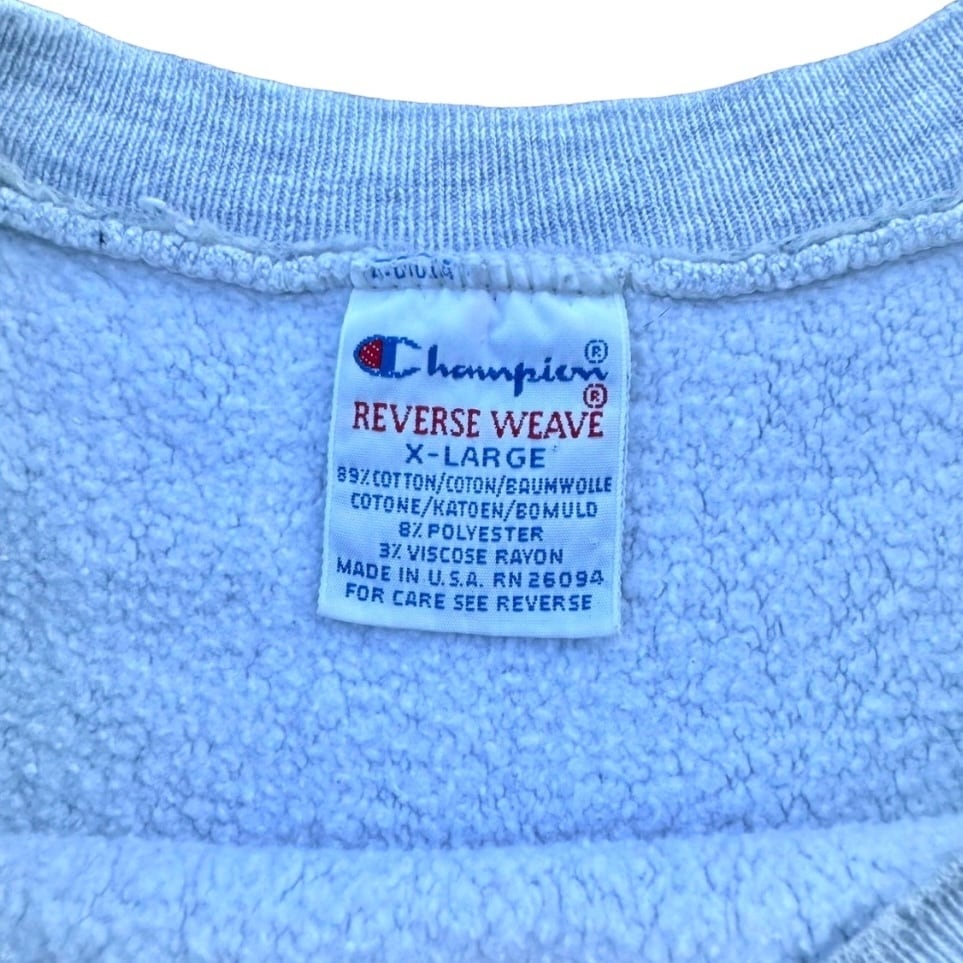 Champion®
REVERSE WEAVE®
X-LARGE
89% COTTON/COTON/BAUMWOLLE
COTONE/KATOEN/BOMULD
8% POLYESTER
3% VISCOSE RAYON
MADE IN U.S.A. RN 26094
FOR CARE SEE REVERSE